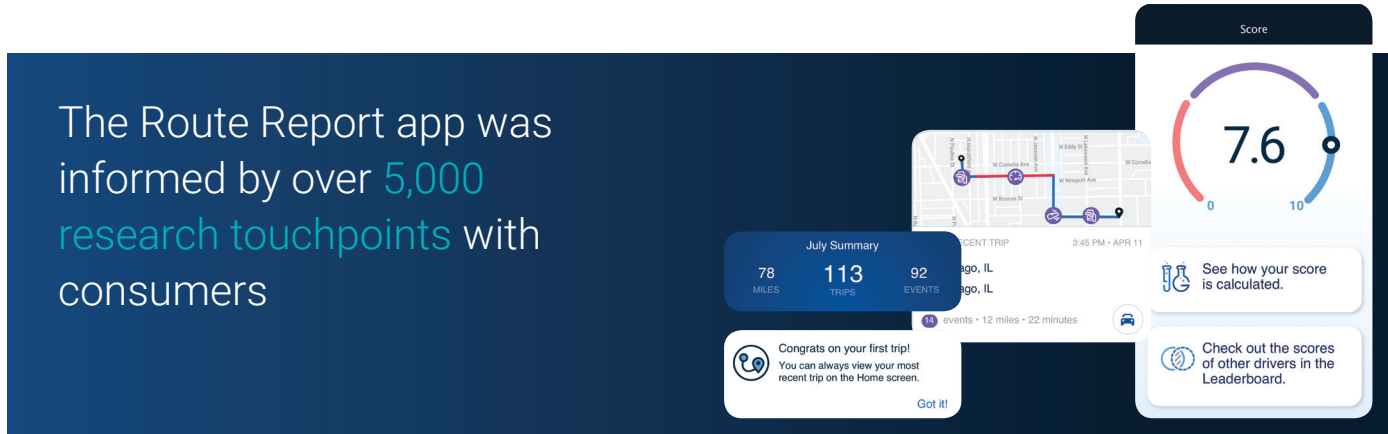 The Route Report app was
informed by over 5,000
research touchpoints with
consumers
July Summary
78
MILES
113
TRIPS
92
EVENTS
Congrats on your first trip!
You can always view your most
recent trip on the Home screen.
Got it!
W Eddy St
W Cornelia Ave
W Newport Ave
W Roscoe St
3:45 PM • APR 11
TRIP
IL
IL
14 events • 12 miles • 22 minutes
Score
7.6
0
10
See how your score
is calculated.
Check out the scores
of other drivers in the
Leaderboard.